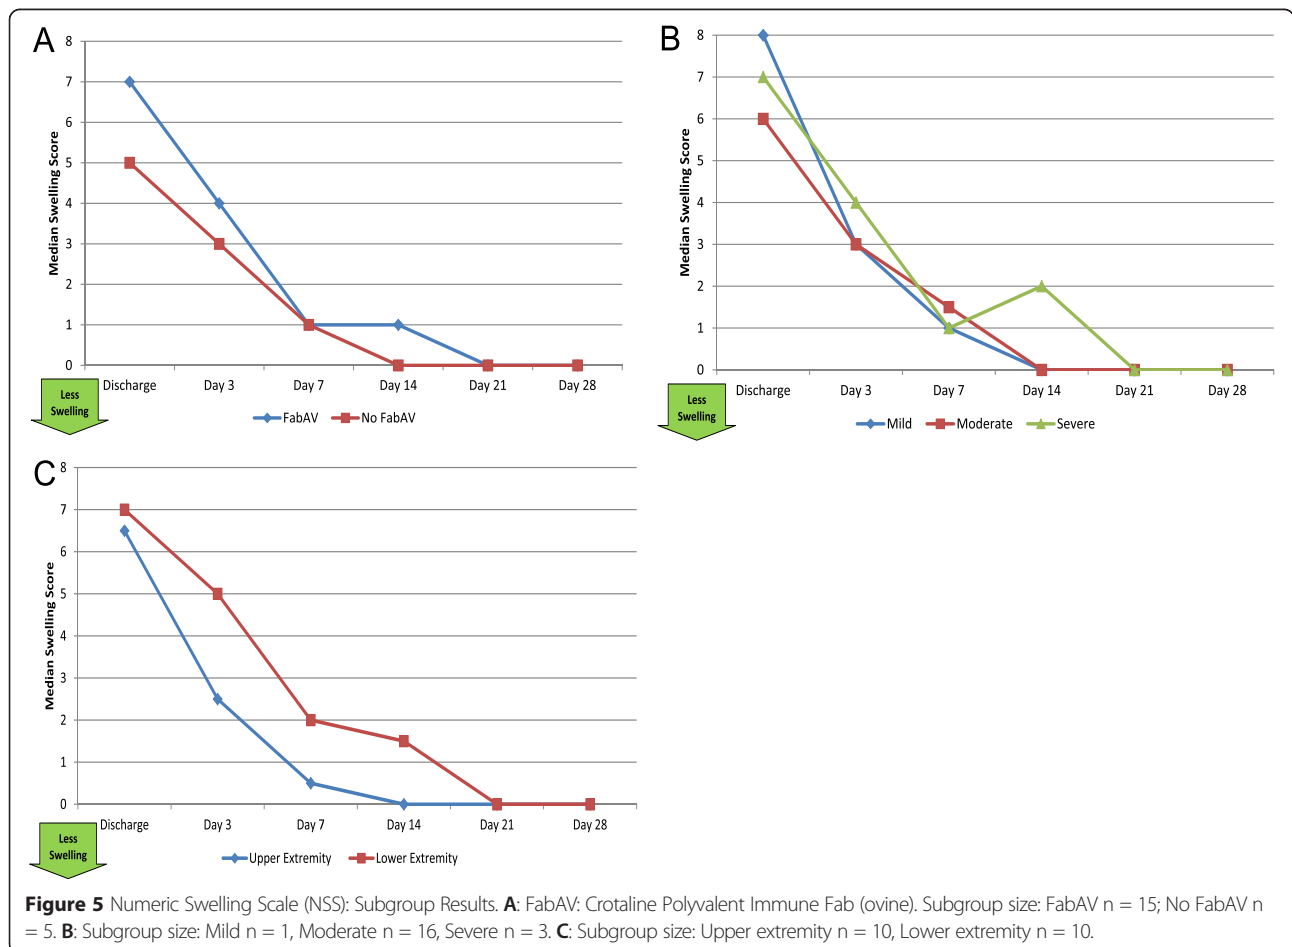 A
8
7
6
5
4
3
2
1
0
Median Swelling Score
Discharge Day 3 Day 7 Day 14 Day 21 Day 28
Less
Swelling
FabAV No FabAV
B
8
7
6
5
4
3
2
1
0
Median Swelling Score
Discharge Day 3 Day 7 Day 14 Day 21 Day 28
Less
Swelling
Mild Moderate Severe
C
8
7
6
5
4
3
2
1
0
Median Swelling Score
Discharge Day 3 Day 7 Day 14 Day 21 Day 28
Less
Swelling
Upper Extremity Lower Extremity
Figure 5 Numeric Swelling Scale (NSS): Subgroup Results. A: FabAV: Crotaline Polyvalent Immune Fab (ovine). Subgroup size: FabAV n = 15; No FabAV n
= 5. B: Subgroup size: Mild n = 1, Moderate n = 16, Severe n = 3. C: Subgroup size: Upper extremity n = 10, Lower extremity n = 10.